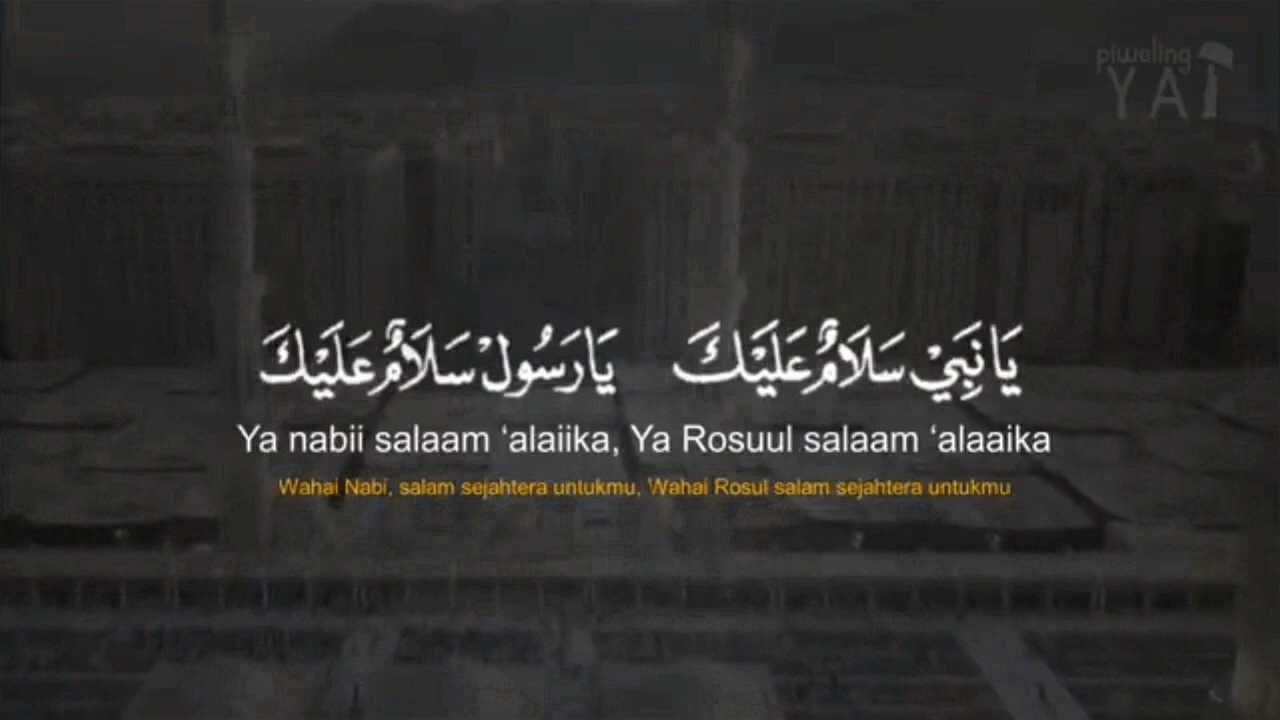 piweling
YAI
يَا نَبِيْ سَلَامٌ عَلَيْكَ يَا رَسُولْ سَلَامٌ عَلَيْكَ
Ya nabii salaam ‘alaiika, Ya Rosuul salaam ‘alaaika
Wahai Nabi, salam sejahtera untukmu, Wahai Rosul salam sejahtera untukmu